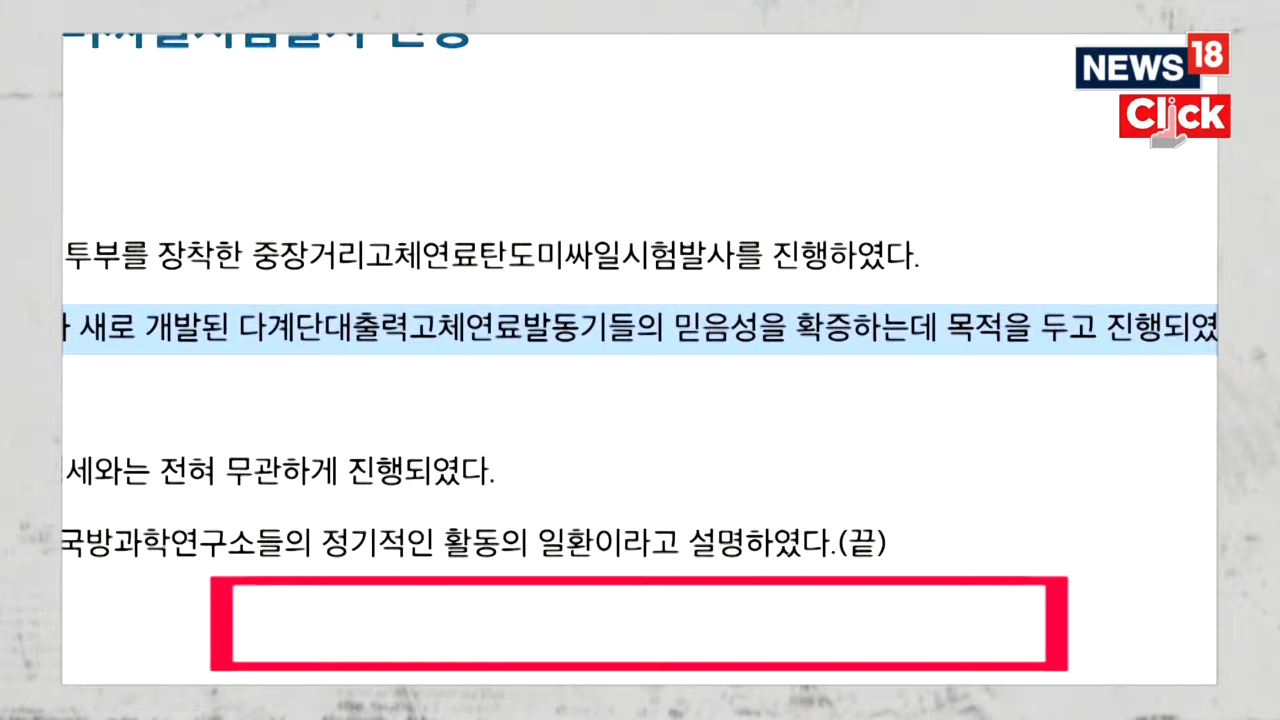 NEWS 18
Click
투부를 장착한 중장거리고체연료탄도미싸일시험발사를 진행하였다.
새로 개발된 다계단대출력고체연료발동기들의 믿음성을 확증하는데 목적을 두고 진행되였
세와는 전혀 무관하게 진행되였다.
국방과학연구소들의 정기적인 활동의 일환이라고 설명하였다.(끝)